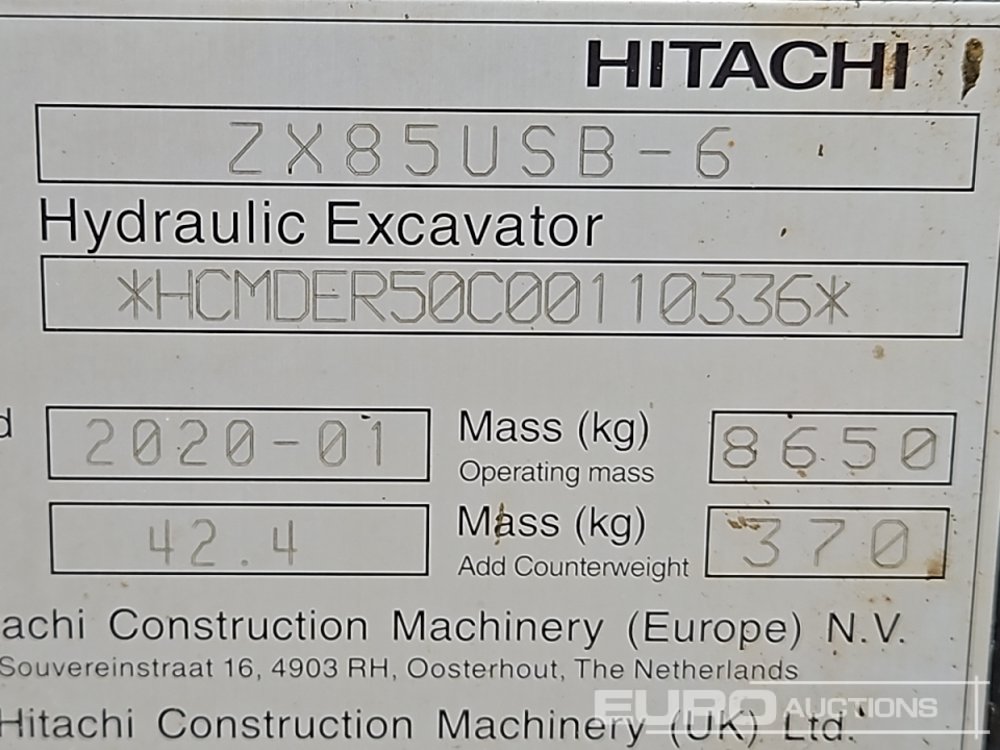 HITACHI
ZX85USB-6
Hydraulic Excavator
*HCMDER50C00110336*
d 2020-01 Mass (kg) 8650
Operating mass
42.4 Mass (kg) 370
Add Counterweight
achi Construction Machinery (Europe) N.V.
Souvereinstraat 16, 4903 RH, Oosterhout, The Netherlands
Hitachi Construction Machinery (UK) Ltd.
EURO AUCTIONS